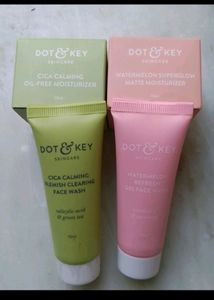 DOT & KEY
SKINCARE
CICA CALMING
OIL-FREE MOISTURIZER
DOT & KEY
SKINCARE
WATERMELON SUPERGLOW
MATTE MOISTURIZER
DOT & KEY
SKINCARE
CICA CALMING
BLEMISH CLEARING
FACE WASH
salicylic acid
& green tea
DOT & KEY
SKINCARE
WATERMELON
REFRESH
GEL FACE WASH